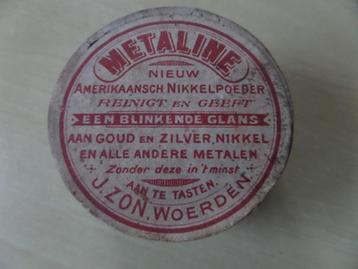 METALINE
NIEUW
AMERIKAANSCH NIKKELPOEDER
REINIGT EN GEEFT
EEN BLINKENDE GLANS
AAN GOUD EN ZILVER, NIKKEL
EN ALLE ANDERE METALEN
Zonder deze in 't minst
AAN TE TASTEN.
J. ZON, WOERDEN.